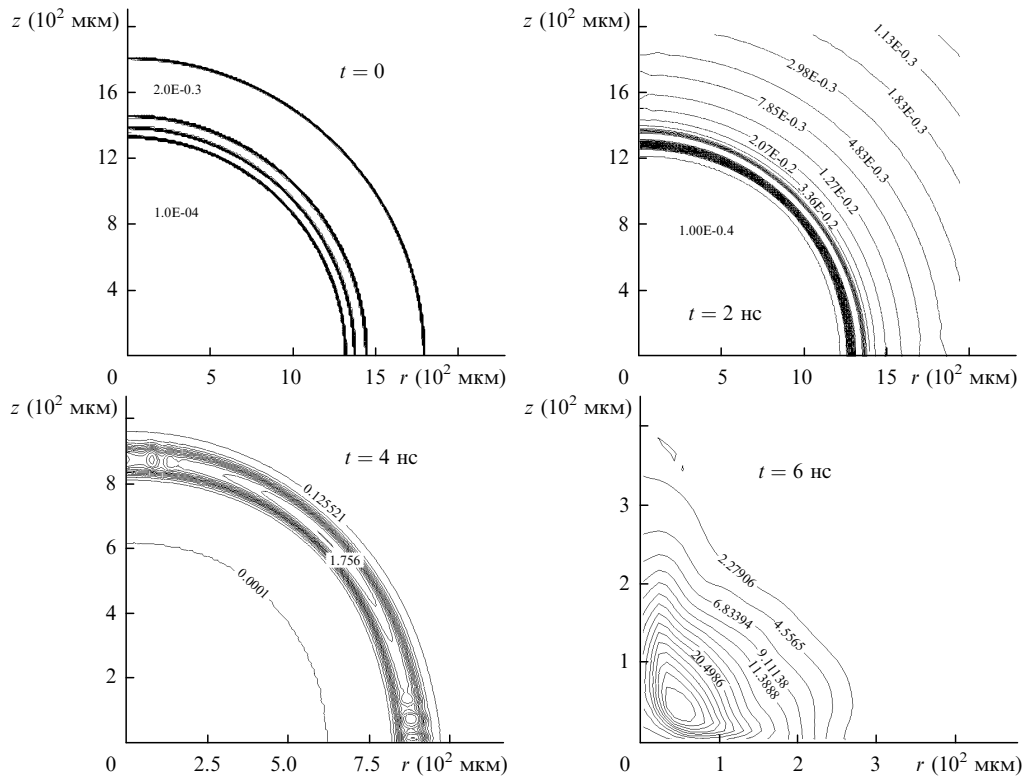 z (10² мкм)
t = 0
16
2.0E-0.3
12
8
1.0E-04
4
0
5
10
15
r (10² мкм)
z (10² мкм)
1.13E-0.3
2.98E-0.3
1.83E-0.3
16
7.85E-0.3
4.83E-0.3
2.07E-0.2
1.27E-0.2
3.36E-0.2
12
8
1.00E-0.4
4
t = 2 нс
0
5
10
15
r (10² мкм)
z (10² мкм)
t = 4 нс
8
0.125521
6
1.756
0.0001
4
2
0
2.5
5.0
7.5
r (10² мкм)
z (10² мкм)
t = 6 нс
3
2.27906
2
6.83394
4.5565
9.11138
11.3888
20.4986
1
0
1
2
3
r (10² мкм)